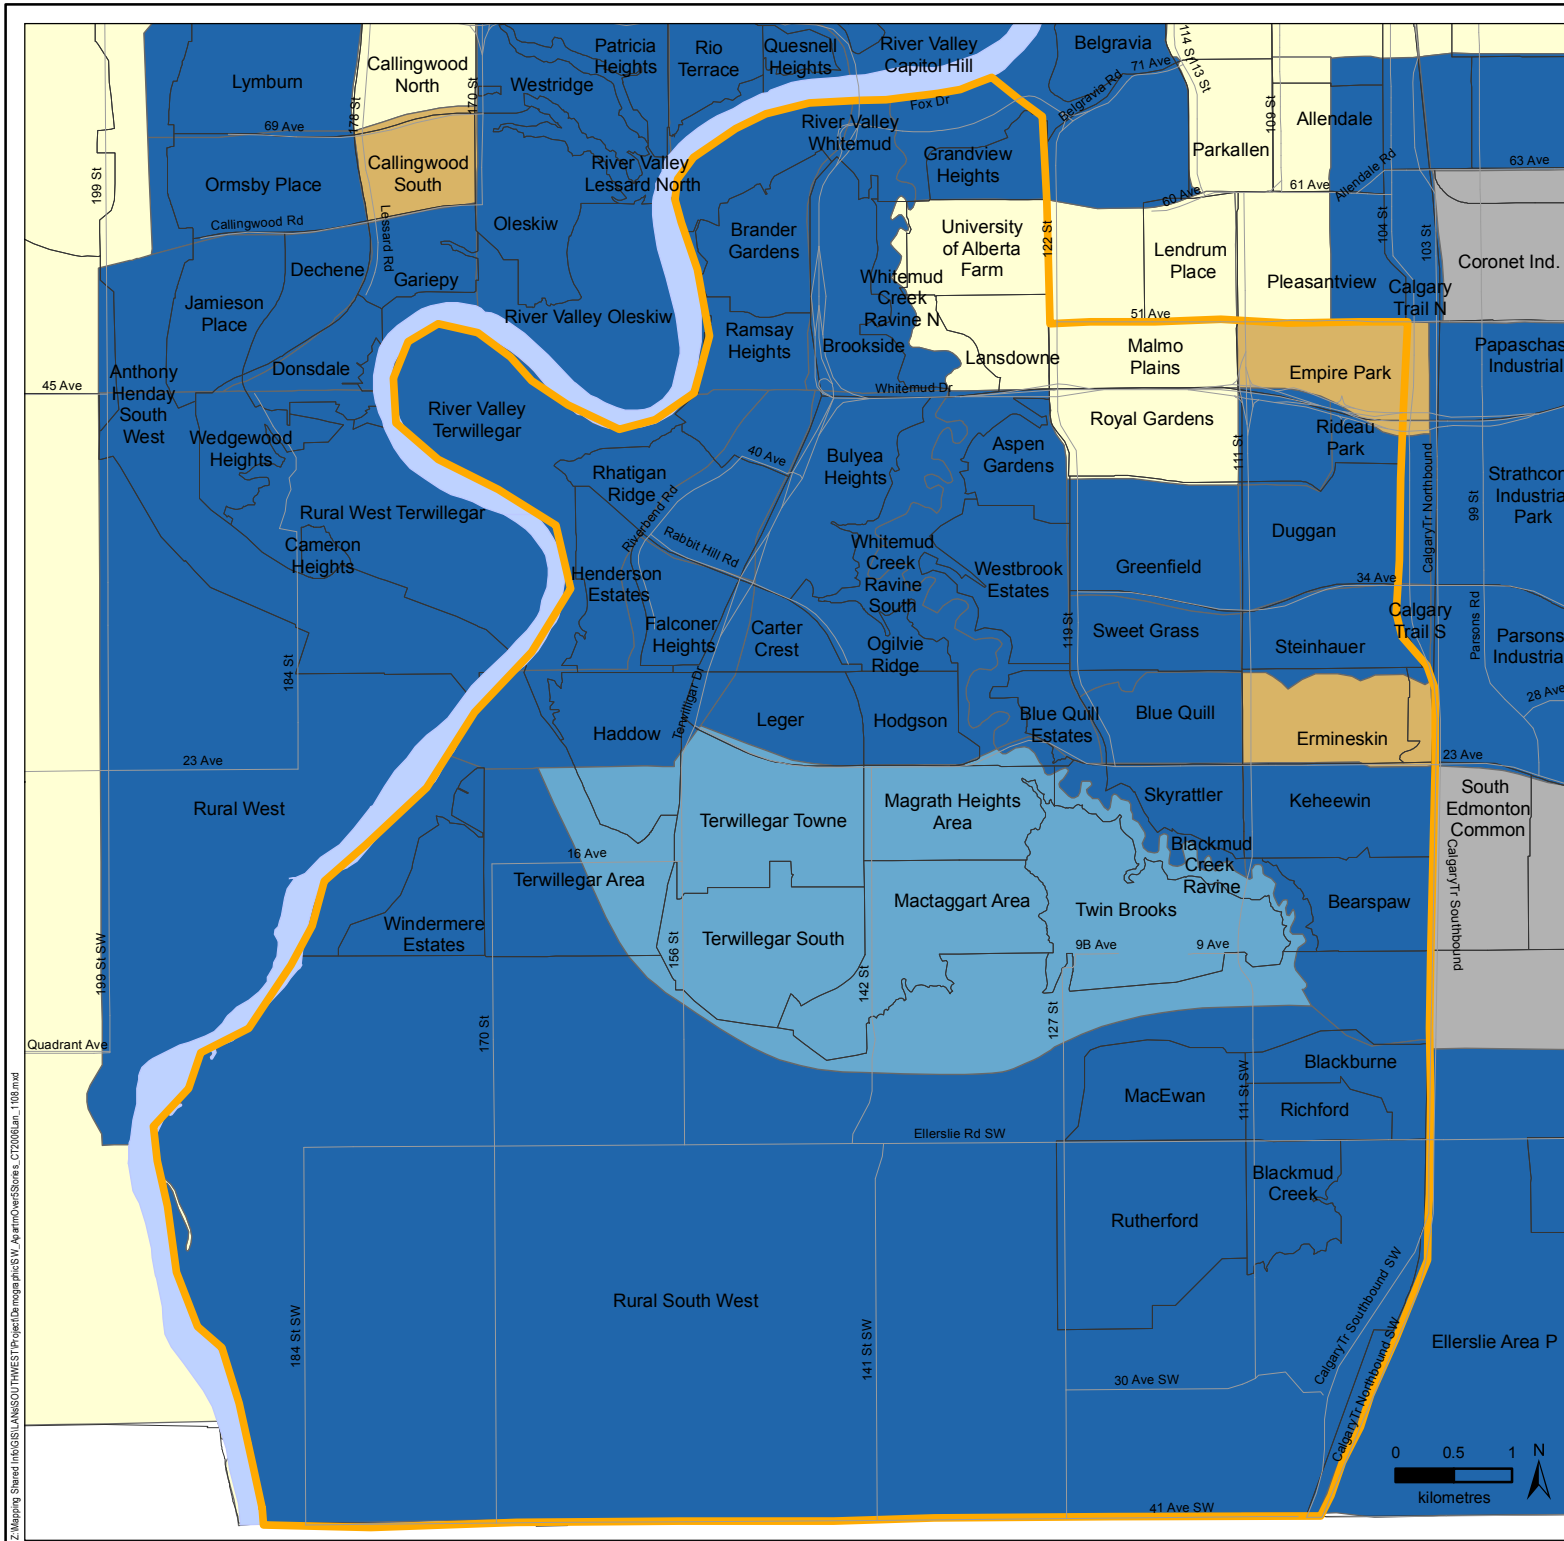 Lymburn
Callingwood
North
178 St
170 St
Patricia
Heights
Westridge
Rio
Terrace
Quesnell
Heights
River Valley
Capitol Hill
Belgravia
71 Ave
114 St
113 St
109 St
Belgravia Rd
Fox Dr
69 Ave
Callingwood
South
Ormsby Place
199 St
Callingwood Rd
Lessard Rd
River Valley
Lessard North
River Valley
Whitemud
Grandview
Heights
Parkallen
Allendale
Allendale Rd
63 Ave
61 Ave
60 Ave
Oleskiw
Dechene
Gariepy
Brander
Gardens
University
of Alberta
Farm
122 St
Lendrum
Place
Pleasantview
104 St
103 St
Coronet Ind.
Calgary
Trail N
Jamieson
Place
River Valley Oleskiw
Whitemud
Creek
Ravine N
Ramsay
Heights
Brookside
Lansdowne
51 Ave
Malmo
Plains
Empire Park
Papaschas
Industrial
Anthony
Henday
South
West
45 Ave
Donsdale
River Valley
Terwillegar
Whitemud Dr
Royal Gardens
111 St
Rideau
Park
Wedgewood
Heights
Rhatigan
Ridge
40 Ave
Bulyea
Heights
Aspen
Gardens
CalgaryTr Northbound
99 St
Strathcon
Industria
Park
Rural West Terwillegar
Cameron
Heights
Riverbend Rd
Rabbit Hill Rd
Whitemud
Creek
Ravine
South
Westbrook
Estates
Greenfield
Duggan
34 Ave
Henderson
Estates
Falconer
Heights
Carter
Crest
Ogilvie
Ridge
119 St
Sweet Grass
Steinhauer
Calgary
Trail S
Parsons Rd
Parsons
Industria
184 St
28 Ave
Haddow
Terwilligar Dr
Leger
Hodgson
Blue Quill
Estates
Blue Quill
Ermineskin
23 Ave
23 Ave
Rural West
Terwillegar Towne
Magrath Heights
Area
Skyrattler
Keheewin
South
Edmonton
Common
16 Ave
Terwillegar Area
Blackmud
Creek
Ravine
CalgaryTr Southbound
Windermere
Estates
Mactaggart Area
Twin Brooks
Bearspaw
Terwillegar South
9B Ave
9 Ave
199 St SW
156 St
142 St
170 St
127 St
Quadrant Ave
Blackburne
MacEwan
111 St SW
Richford
Ellerslie Rd SW
Blackmud
Creek
Rutherford
Rural South West
184 St SW
141 St SW
CalgaryTr Southbound SW
CalgaryTr Northbound SW
Ellerslie Area P
30 Ave SW
0 0.5 1
kilometres
N
41 Ave SW